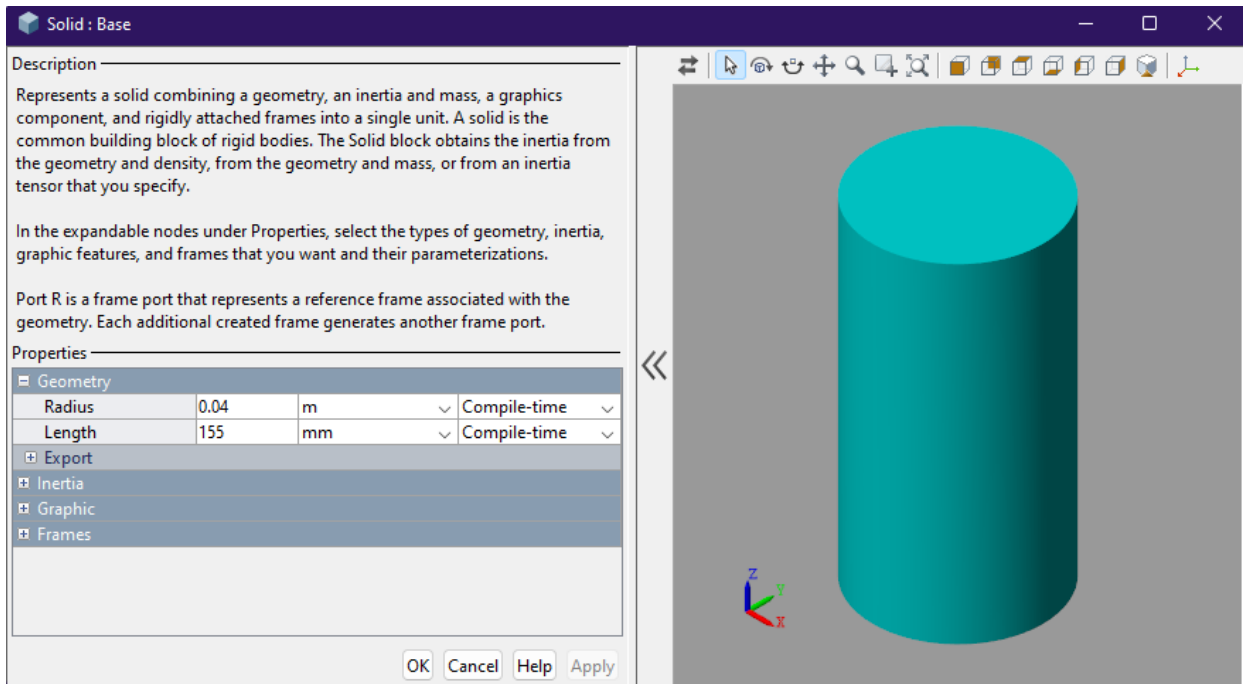 Solid : Base
Description
Represents a solid combining a geometry, an inertia and mass, a graphics
component, and rigidly attached frames into a single unit. A solid is the
common building block of rigid bodies. The Solid block obtains the inertia from
the geometry and density, from the geometry and mass, or from an inertia
tensor that you specify.
In the expandable nodes under Properties, select the types of geometry, inertia,
graphic features, and frames that you want and their parameterizations.
Port R is a frame port that represents a reference frame associated with the
geometry. Each additional created frame generates another frame port.
Properties
Geometry
Radius 0.04 m Compile-time
Length 155 mm Compile-time
Export
Inertia
Graphic
Frames
OK Cancel Help Apply
Z
Y
X